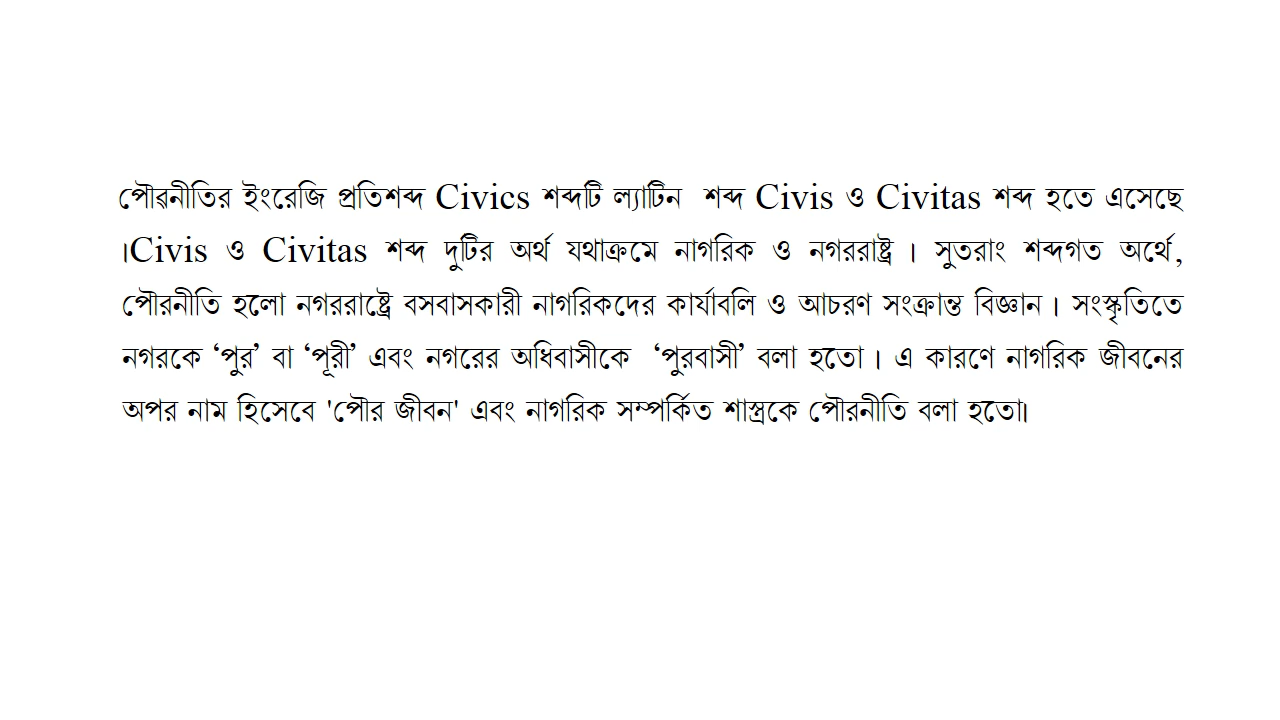 পৌৱনীতির ইংরেজি প্রতিশব্দ Civics শব্দটি ল্যাটিন শব্দ Civis ও Civitas শব্দ হতে এসেছে
।Civis ও Civitas শব্দ দুটির অর্থ যথাক্রমে নাগরিক ও নগররাষ্ট্র । সুতরাং শব্দগত অর্থে,
পৌরনীতি হলো নগররাষ্ট্রে বসবাসকারী নাগরিকদের কার্যাবলি ও আচরণ সংক্রান্ত বিজ্ঞান । সংস্কৃতিতে
নগরকে ‘পুর’ বা ‘পূরী’ এবং নগরের অধিবাসীকে ‘পুরবাসী’ বলা হতো । এ কারণে নাগরিক জীবনের
অপর নাম হিসেবে 'পৌর জীবন' এবং নাগরিক সম্পর্কিত শাস্ত্রকে পৌরনীতি বলা হতো।